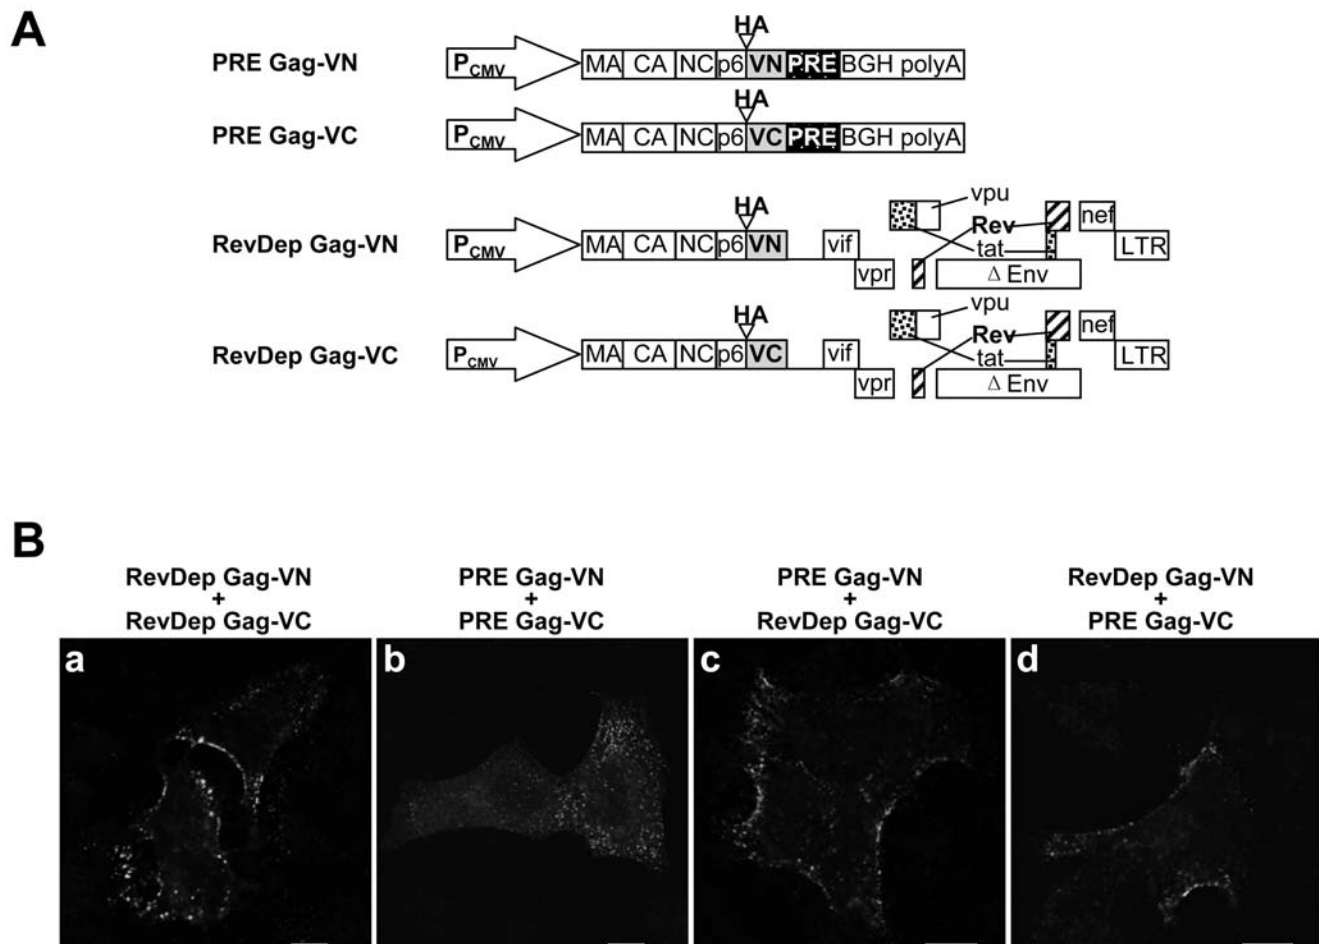 A
HA
PRE Gag-VN PCMV MA CA NC p6 VN PRE BGH polyA
HA
PRE Gag-VC PCMV MA CA NC p6 VC PRE BGH polyA
vpu
HA Rev nef
RevDep Gag-VN PCMV MA CA NC p6 VN vif tat LTR
vpr Δ Env
vpu
HA Rev nef
RevDep Gag-VC PCMV MA CA NC p6 VC vif tat LTR
vpr Δ Env
B
RevDep Gag-VN
+
RevDep Gag-VC
PRE Gag-VN
+
PRE Gag-VC
PRE Gag-VN
+
RevDep Gag-VC
RevDep Gag-VN
+
PRE Gag-VC
a b c d